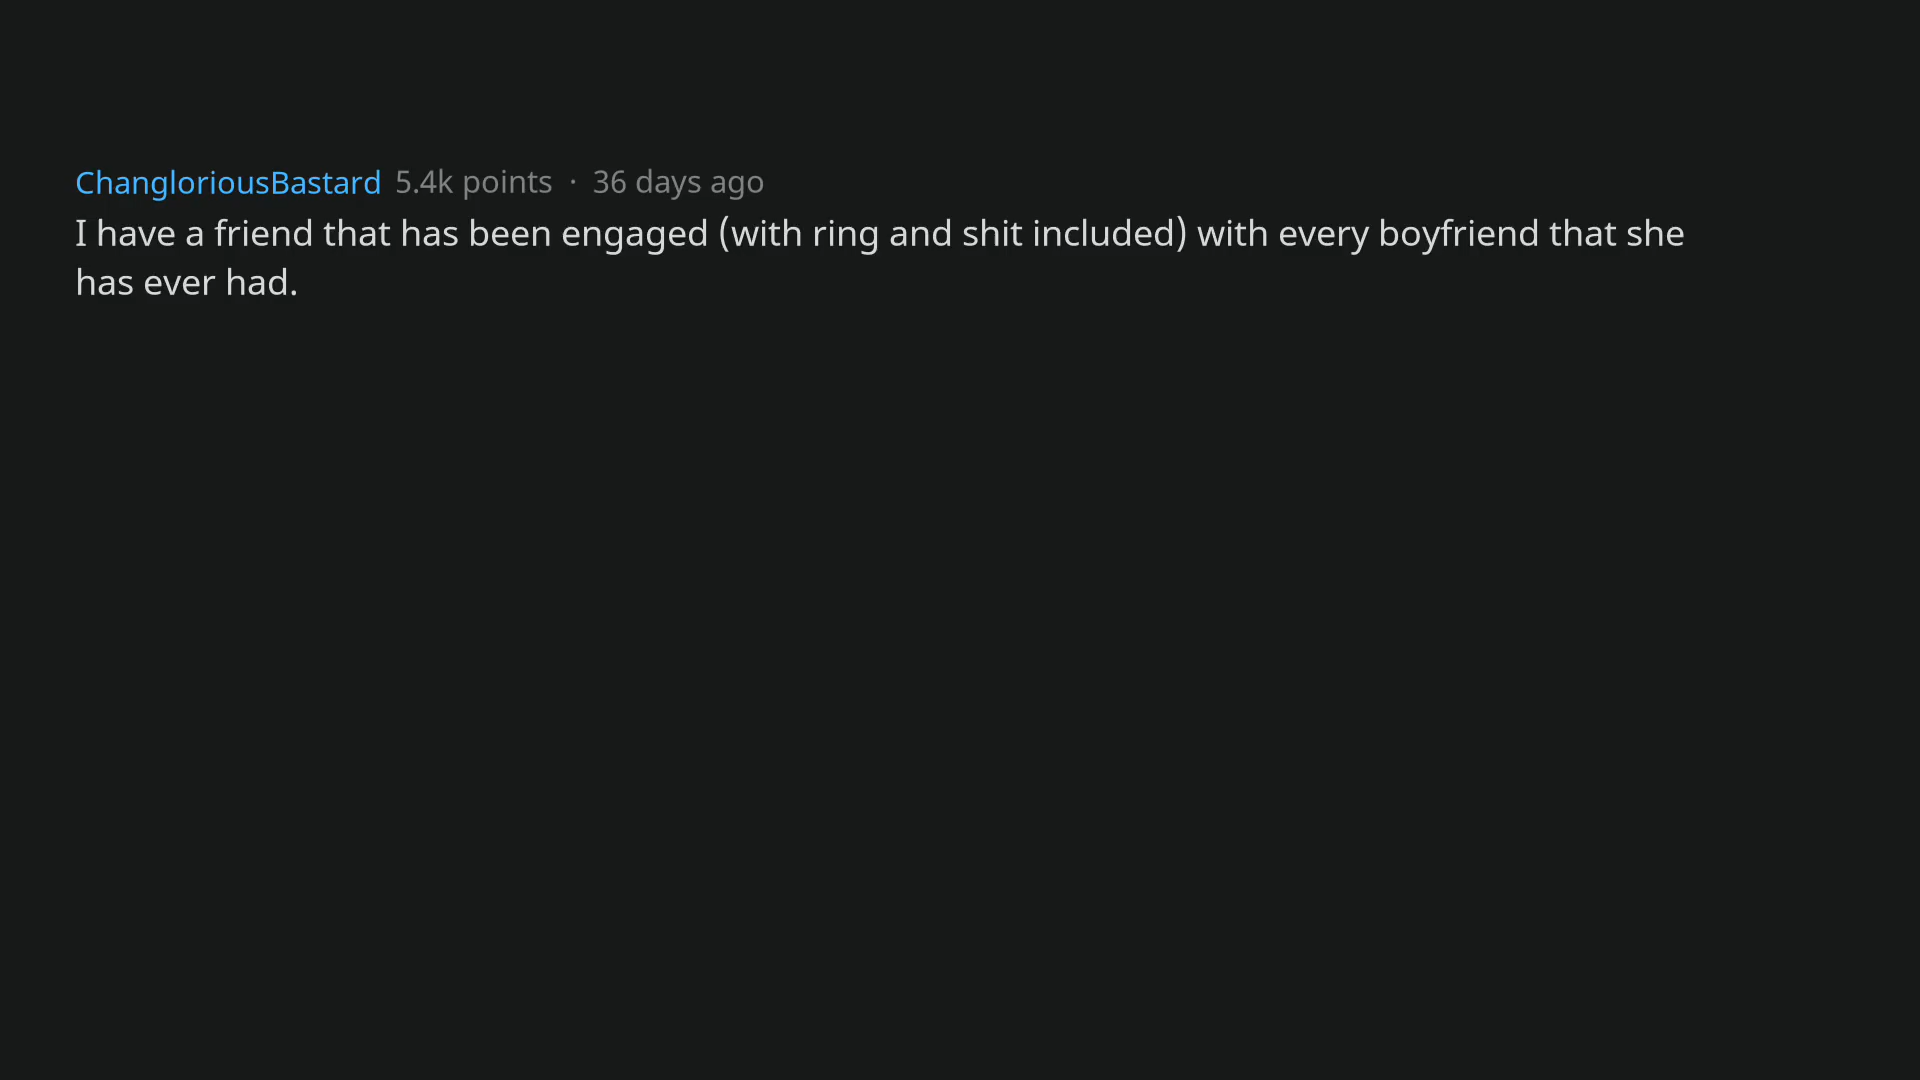 ChangloriousBastard 5.4k points · 36 days ago
I have a friend that has been engaged (with ring and shit included) with every boyfriend that she
has ever had.